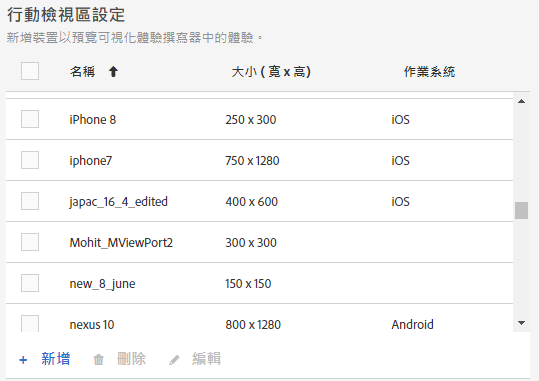 行動檢視區設定
新增裝置以預覽可視化體驗撰寫器中的體驗。
名稱 ↑ 大小 ( 寬 x 高) 作業系統
iPhone 8 250 x 300 iOS
iphone7 750 x 1280 iOS
japac_16_4_edited 400 x 600 iOS
Mohit_MViewPort2 300 x 300
new_8_june 150 x 150
nexus 10 800 x 1280 Android
+ 新增 刪除 編輯